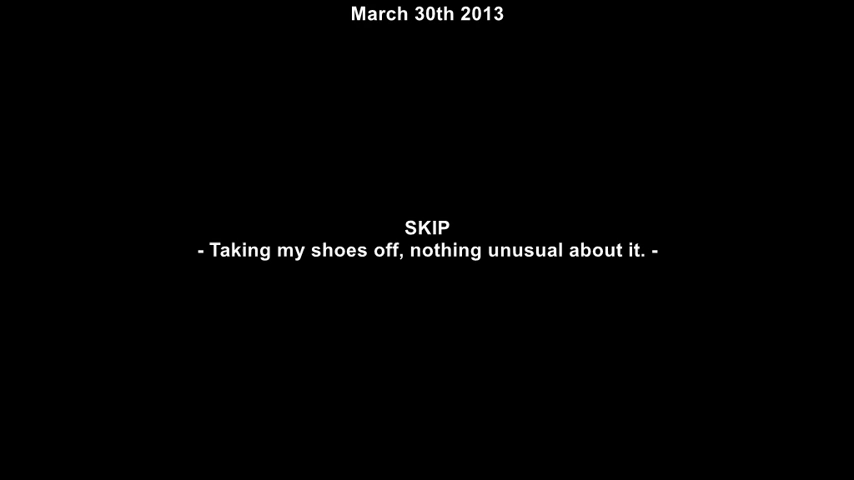 March 30th 2013
SKIP
- Taking my shoes off, nothing unusual about it. -